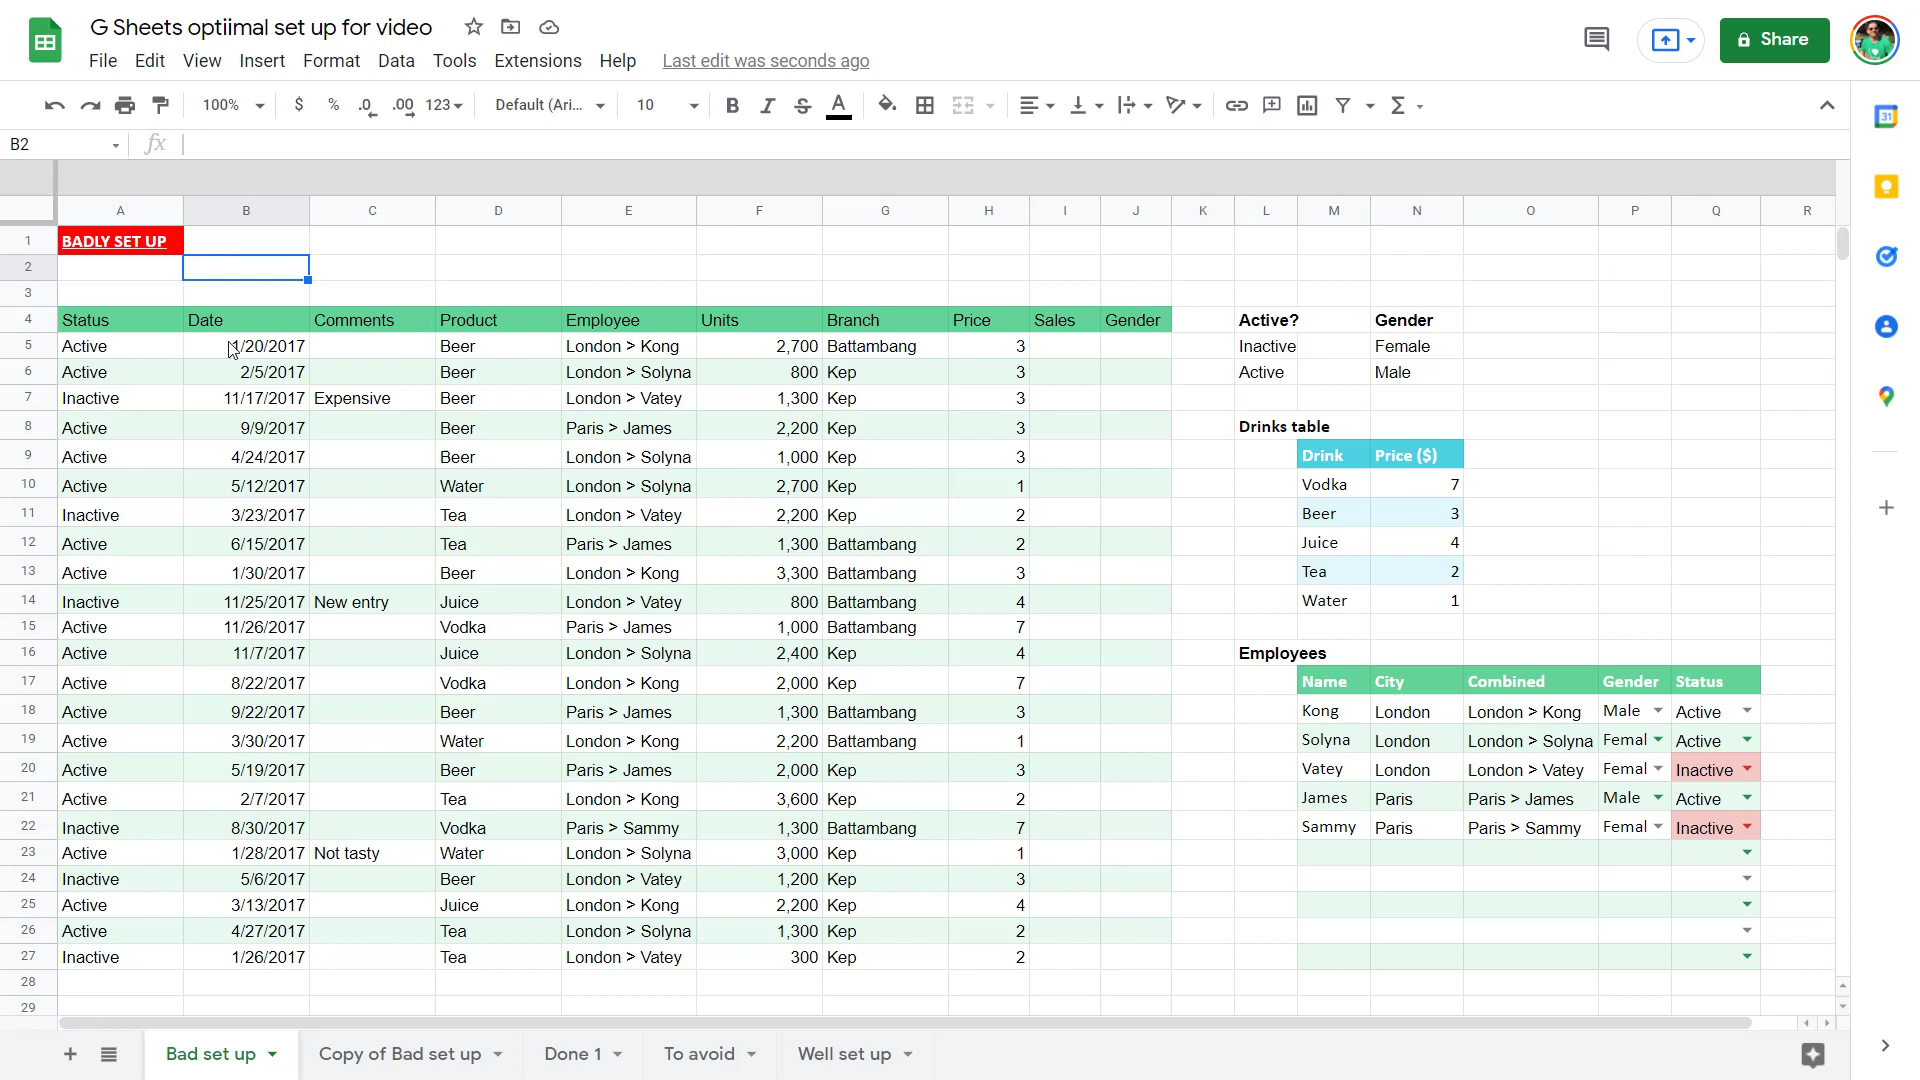 G Sheets optiimal set up for video
File Edit View Insert Format Data Tools Extensions Help Last edit was seconds ago
Share
100% $ % .0 .00 123 Default (Ari... 10 B I S A Σ
B2 fx
A B C D E F G H I J K L M N O P Q R
1 BADLY SET UP
2
3
4 Status Date Comments Product Employee Units Branch Price Sales Gender Active? Gender
5 Active 1/20/2017 Beer London > Kong 2,700 Battambang 3 Inactive Female
6 Active 2/5/2017 Beer London > Solyna 800 Kep 3 Active Male
7 Inactive 11/17/2017 Expensive Beer London > Vatey 1,300 Kep 3
8 Active 9/9/2017 Beer Paris > James 2,200 Kep 3 Drinks table
9 Active 4/24/2017 Beer London > Solyna 1,000 Kep 3 Drink Price ($)
10 Active 5/12/2017 Water London > Solyna 2,700 Kep 1 Vodka 7
11 Inactive 3/23/2017 Tea London > Vatey 2,200 Kep 2 Beer 3
12 Active 6/15/2017 Tea Paris > James 1,300 Battambang 2 Juice 4
13 Active 1/30/2017 Beer London > Kong 3,300 Battambang 3 Tea 2
14 Inactive 11/25/2017 New entry Juice London > Vatey 800 Battambang 4 Water 1
15 Active 11/26/2017 Vodka Paris > James 1,000 Battambang 7
16 Active 11/7/2017 Juice London > Solyna 2,400 Kep 4 Employees
17 Active 8/22/2017 Vodka London > Kong 2,000 Kep 7 Name City Combined Gender Status
18 Active 9/22/2017 Beer Paris > James 1,300 Battambang 3 Kong London London > Kong Male Active
19 Active 3/30/2017 Water London > Kong 2,200 Battambang 1 Solyna London London > Solyna Femal Active
20 Active 5/19/2017 Beer Paris > James 2,000 Kep 3 Vatey London London > Vatey Femal Inactive
21 Active 2/7/2017 Tea London > Kong 3,600 Kep 2 James Paris Paris > James Male Active
22 Inactive 8/30/2017 Vodka Paris > Sammy 1,300 Battambang 7 Sammy Paris Paris > Sammy Femal Inactive
23 Active 1/28/2017 Not tasty Water London > Solyna 3,000 Kep 1
24 Inactive 5/6/2017 Beer London > Vatey 1,200 Kep 3
25 Active 3/13/2017 Juice London > Kong 2,200 Kep 4
26 Active 4/27/2017 Tea London > Solyna 1,300 Kep 2
27 Inactive 1/26/2017 Tea London > Vatey 300 Kep 2
28
29
Bad set up Copy of Bad set up Done 1 To avoid Well set up
31